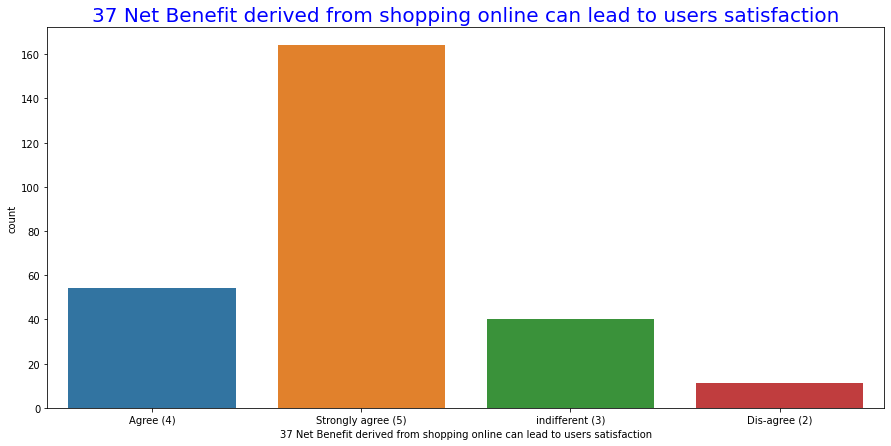 37 Net Benefit derived from shopping online can lead to users satisfaction
160
140
120
100
80
60
40
20
0
count
Agree (4) Strongly agree (5) indifferent (3) Dis-agree (2)
37 Net Benefit derived from shopping online can lead to users satisfaction